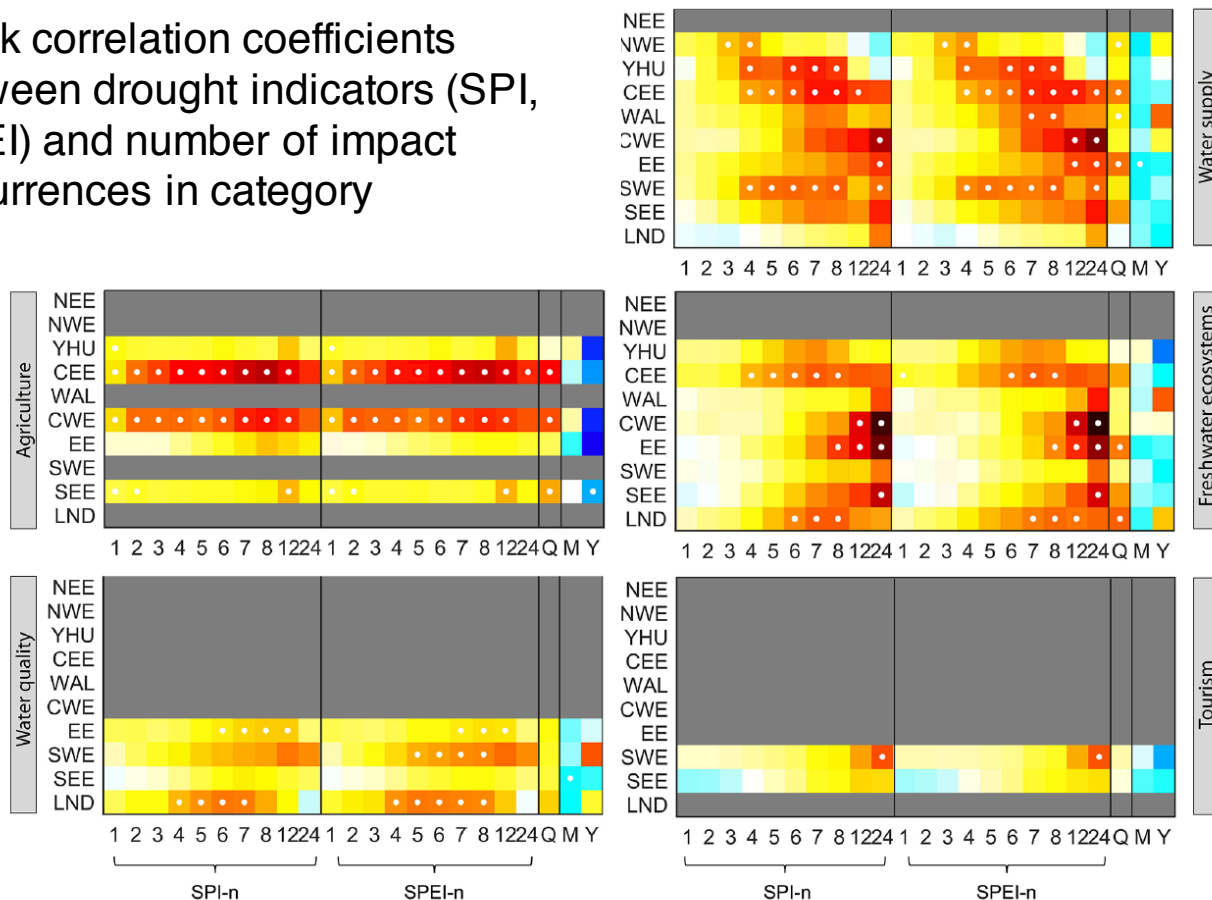 k correlation coefficients
ween drought indicators (SPI,
EI) and number of impact
urrences in category
NEE
NWE
YHU
CEE
WAL
CWE
EE
SWE
SEE
LND
1 2 3 4 5 6 7 8 1224 1 2 3 4 5 6 7 8 1224 Q M Y
Water supply
Agriculture
NEE
NWE
YHU
CEE
WAL
CWE
EE
SWE
SEE
LND
1 2 3 4 5 6 7 8 1224 1 2 3 4 5 6 7 8 1224 Q M Y
NEE
NWE
YHU
CEE
WAL
CWE
EE
SWE
SEE
LND
1 2 3 4 5 6 7 8 1224 1 2 3 4 5 6 7 8 1224 Q M Y
Freshwater ecosystems
Water quality
NEE
NWE
YHU
CEE
WAL
CWE
EE
SWE
SEE
LND
1 2 3 4 5 6 7 8 1224 1 2 3 4 5 6 7 8 1224 Q M Y
SPI-n SPEI-n
NEE
NWE
YHU
CEE
WAL
CWE
EE
SWE
SEE
LND
1 2 3 4 5 6 7 8 1224 1 2 3 4 5 6 7 8 1224 Q M Y
SPI-n SPEI-n
Tourism